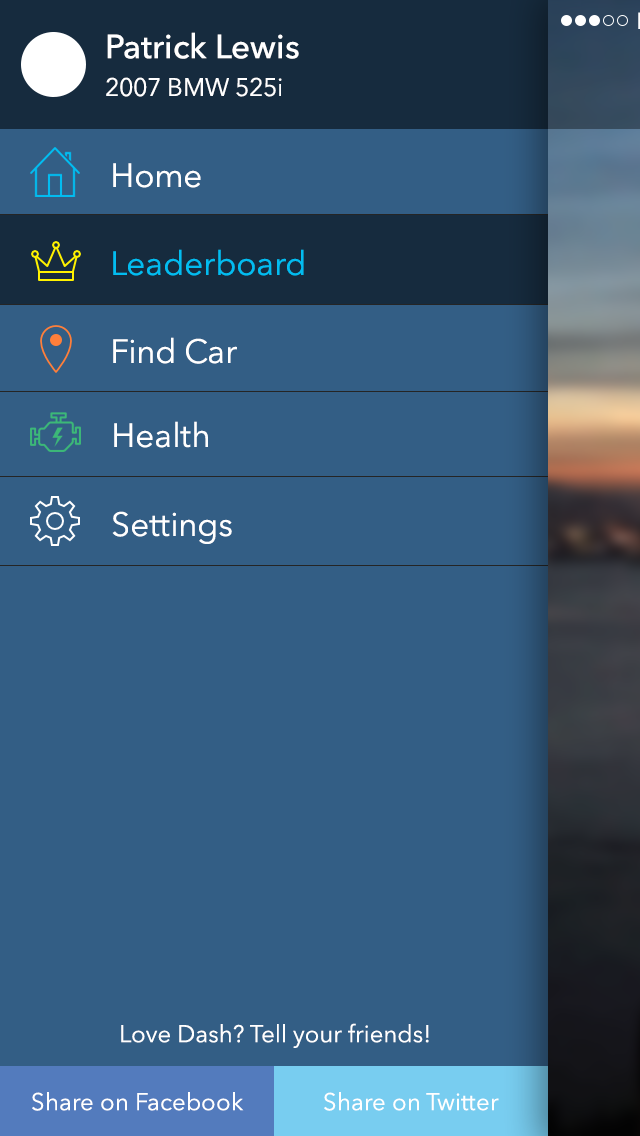 Patrick Lewis
2007 BMW 525i
Home
Leaderboard
Find Car
Health
Settings
Love Dash? Tell your friends!
Share on Facebook
Share on Twitter